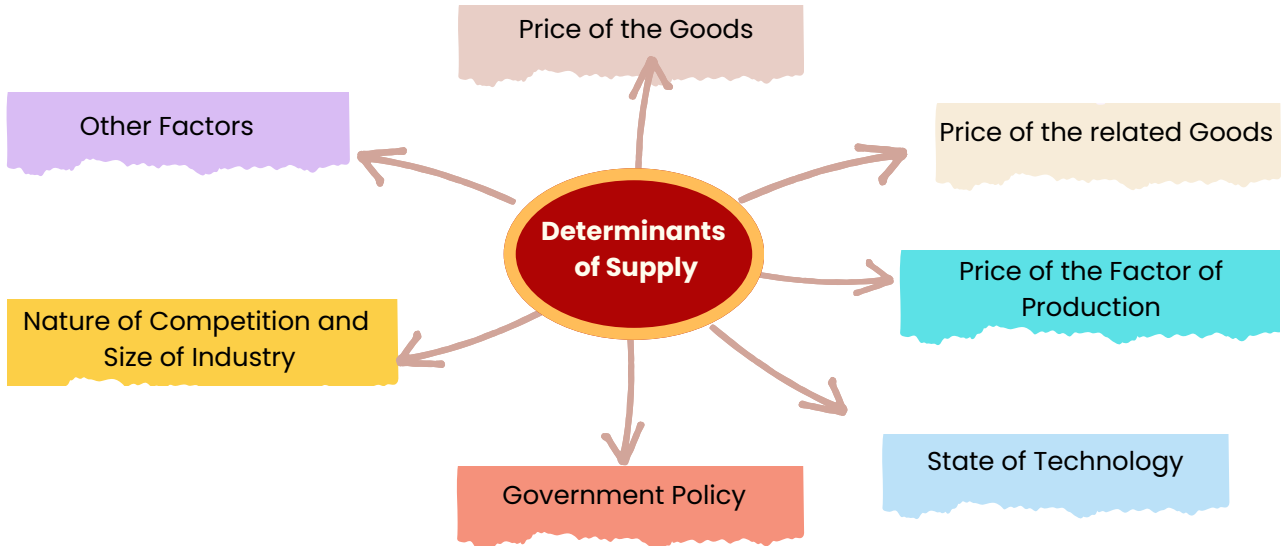 Price of the Goods
Other Factors
Price of the related Goods
Determinants
of Supply
Price of the Factor of
Production
Nature of Competition and
Size of Industry
State of Technology
Government Policy